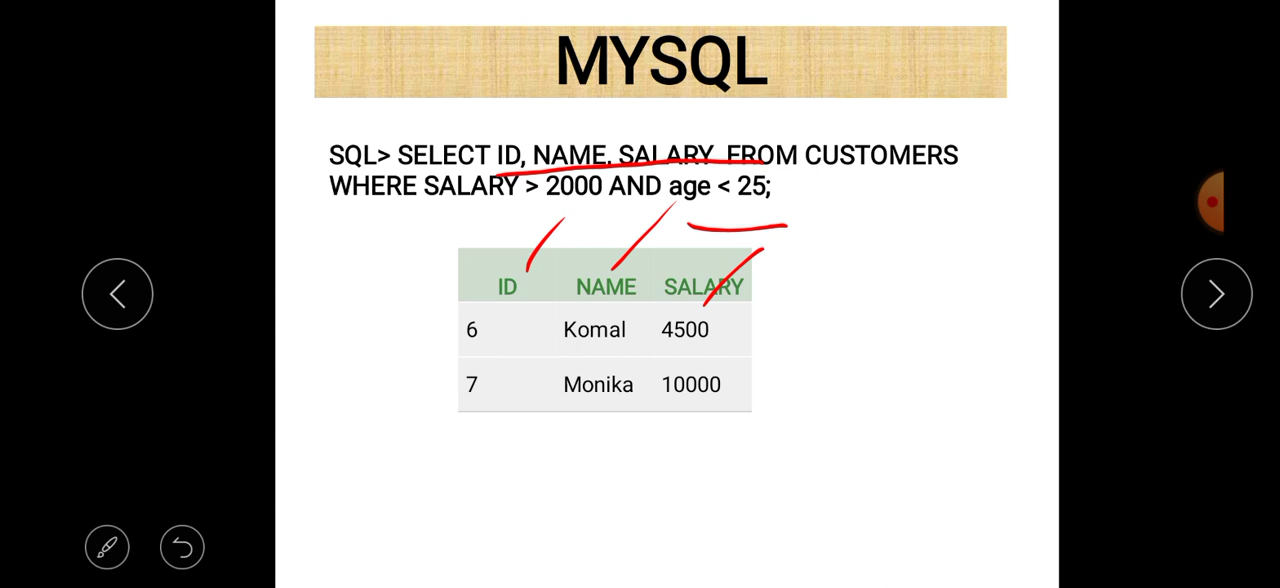 MYSQL
SQL> SELECT ID, NAME, SALARY FROM CUSTOMERS
WHERE SALARY > 2000 AND age < 25;
ID NAME SALARY
6 Komal 4500
7 Monika 10000